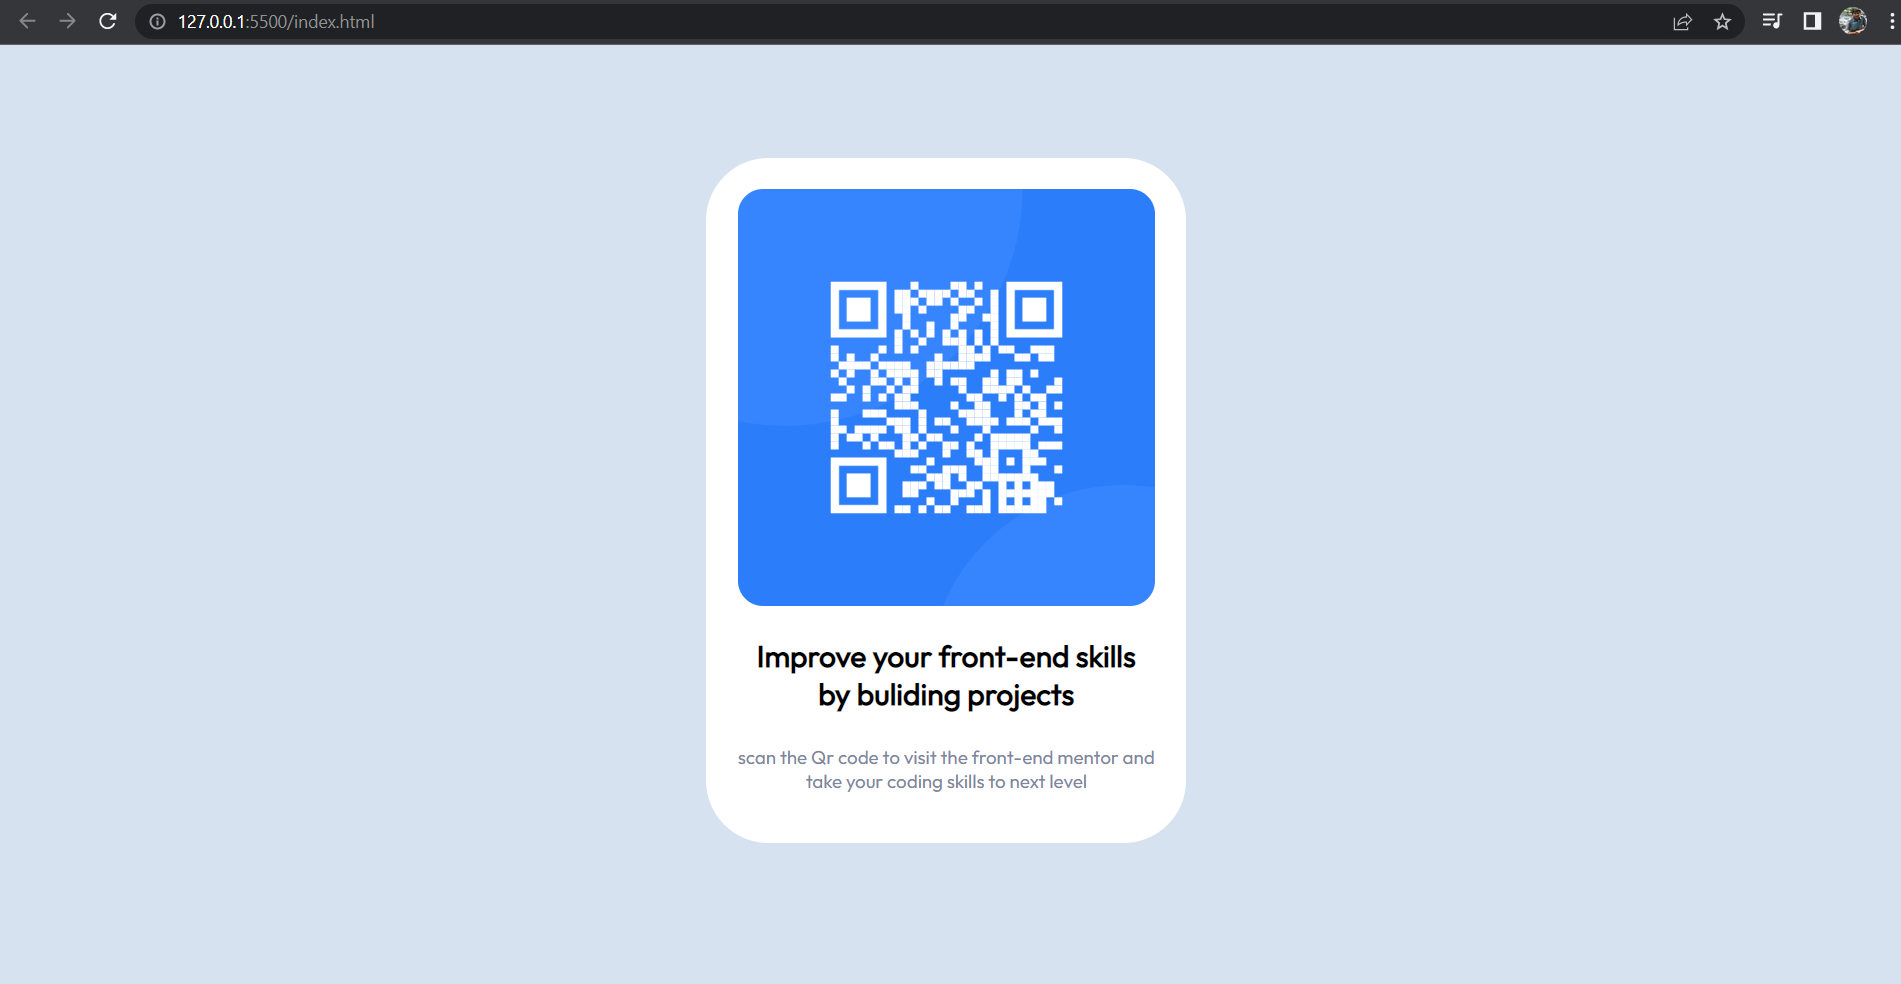 127.0.0.1:5500/index.html
Improve your front-end skills
by buliding projects
scan the Qr code to visit the front-end mentor and
take your coding skills to next level